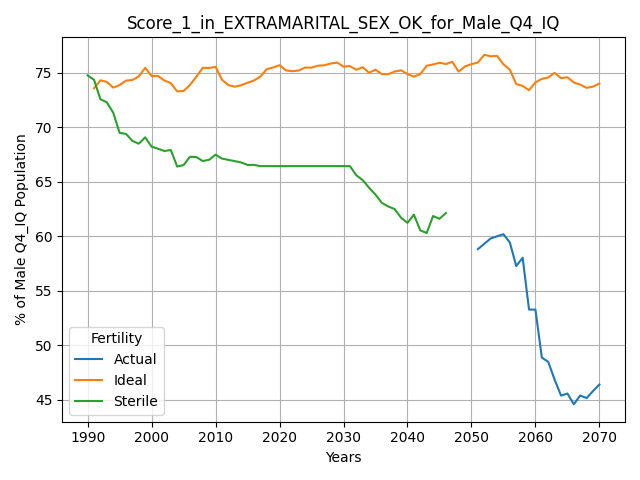 Score_1_in_EXTRAMARITAL_SEX_OK_for_Male_Q4_IQ
% of Male Q4_IQ Population
75
70
65
60
55
50
45
Fertility
Actual
Ideal
Sterile
1990 2000 2010 2020 2030 2040 2050 2060 2070
Years